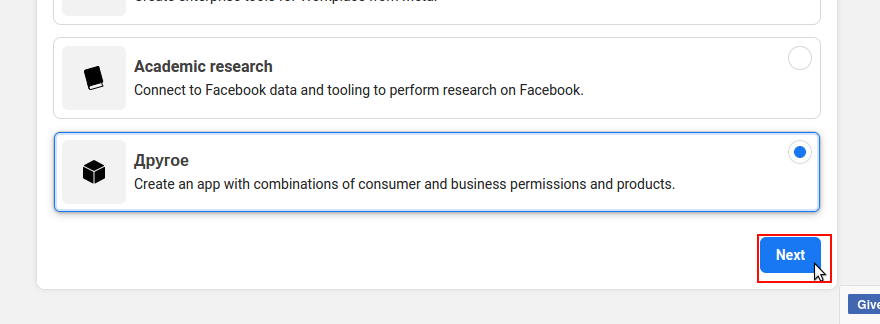 Academic research
Connect to Facebook data and tooling to perform research on Facebook.
Другое
Create an app with combinations of consumer and business permissions and products.
Next
Give